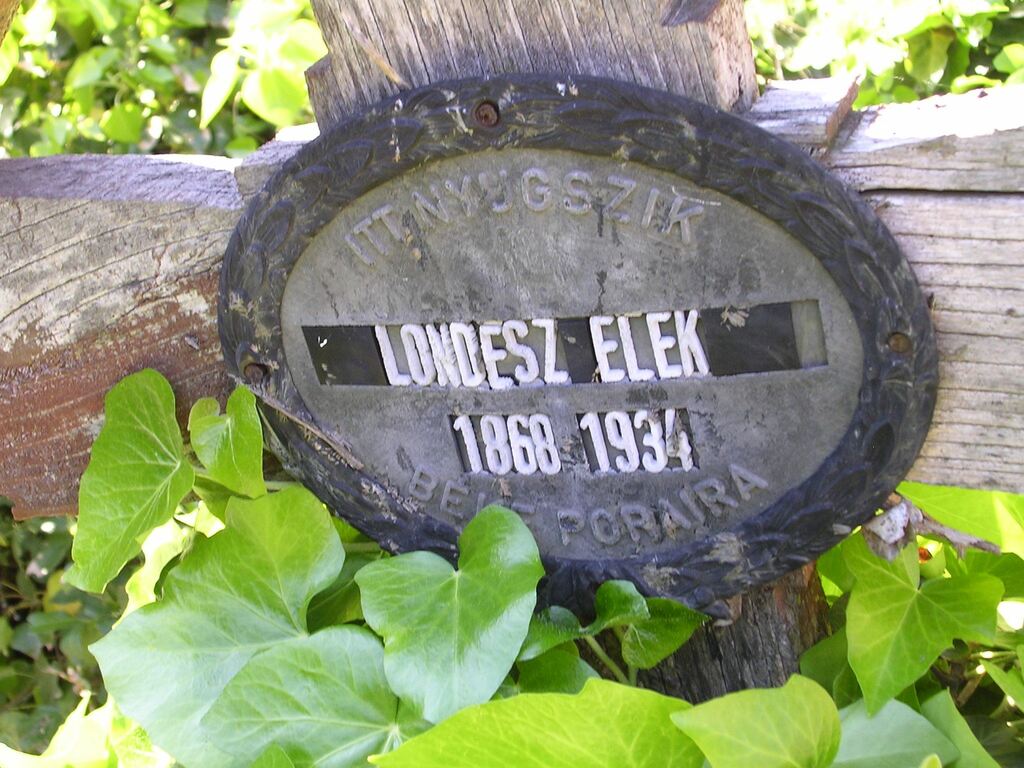 ITT NYUGSZIK
LONDESZ ELEK
1868 1934
PORAIRA